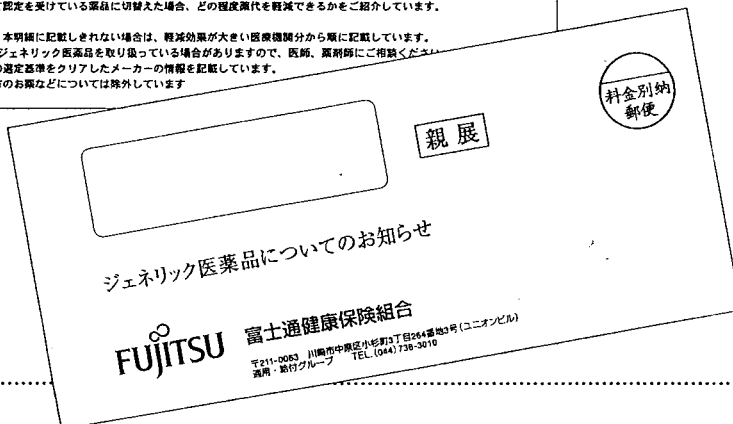 認定を受けている薬品に切替えた場合、どの程度薬代を軽減できるかをご紹介しています。
本明細に記載しきれない場合は、軽減効果が大きい医療機関分から順に記載しています。
ジェネリック医薬品を取り扱っている場合がありますので、医師、薬剤師にご相談ください
選定基準をクリアしたメーカーの情報を記載しています。
のお薬などについては除外しています
料金別納
郵便
親展
ジェネリック医薬品についてのお知らせ
FUJITSU 富士通健康保険組合
〒211-0063 川崎市中原区小杉町3丁目264番地3号(ユニオンビル)
適用・給付グループ TEL.(044)738-3010